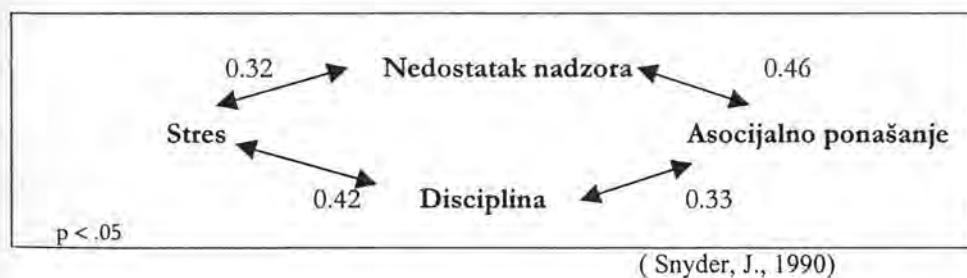 0.32 Nedostatak nadzora 0.46
Stres Asocijalno ponašanje
0.42 Disciplina 0.33
p < .05
( Snyder, J., 1990)